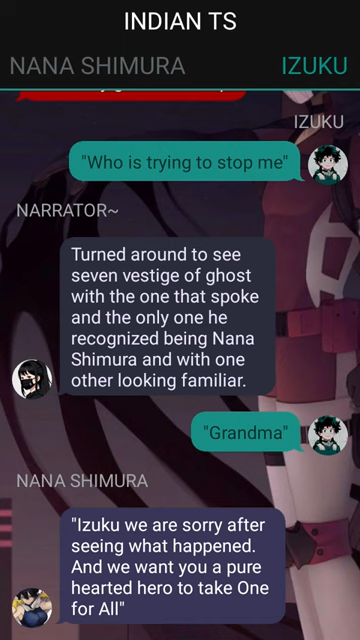 INDIAN TS
NANA SHIMURA
IZUKU
IZUKU
"Who is trying to stop me"
NARRATOR~
Turned around to see
seven vestige of ghost
with the one that spoke
and the only one he
recognized being Nana
Shimura and with one
other looking familiar.
"Grandma"
NANA SHIMURA
"Izuku we are sorry after
seeing what happened.
And we want you a pure
hearted hero to take One
for All"